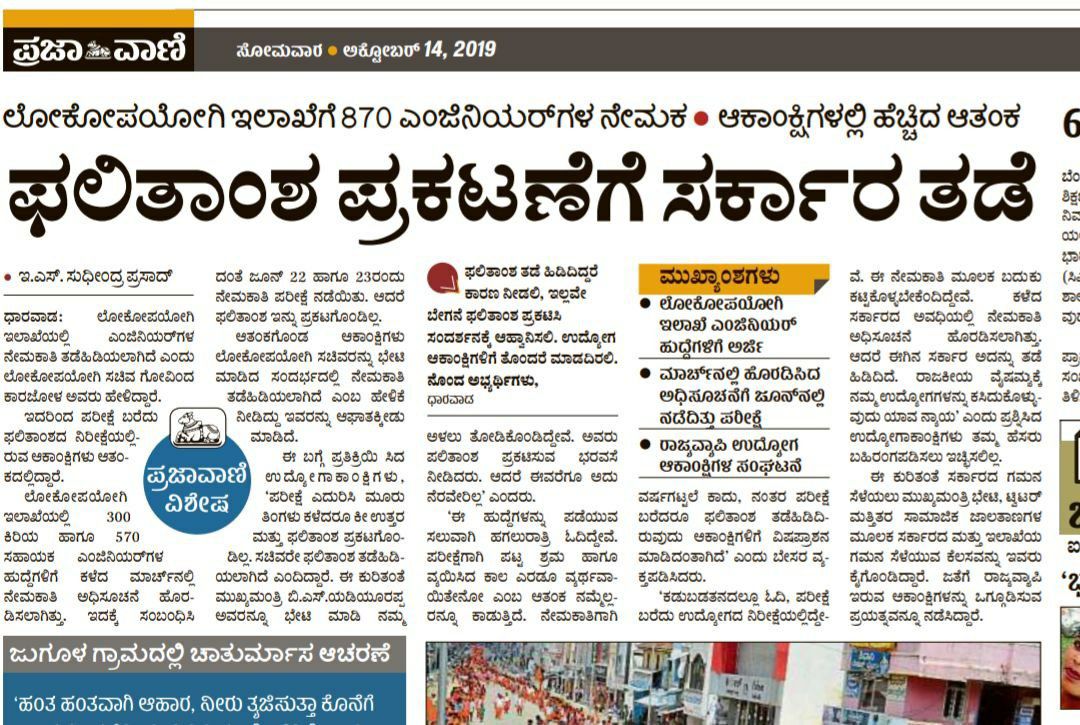 ಪ್ರಜಾವಾಣಿ
ಸೋಮವಾರ ● ಅಕ್ಟೋಬರ್ 14, 2019
ಲೋಕೋಪಯೋಗಿ ಇಲಾಖೆಗೆ 870 ಎಂಜಿನಿಯರ್‌ಗಳ ನೇಮಕ ● ಆಕಾಂಕ್ಷಿಗಳಲ್ಲಿ ಹೆಚ್ಚಿದ ಆತಂಕ
ಫಲಿತಾಂಶ ಪ್ರಕಟಣೆಗೆ ಸರ್ಕಾರ ತಡೆ
● ಇ.ಎಸ್. ಸುಧೀಂದ್ರ ಪ್ರಸಾದ್
ಧಾರವಾಡ: ಲೋಕೋಪಯೋಗಿ
ಇಲಾಖೆಯಲ್ಲಿ ಎಂಜಿನಿಯರ್‌ಗಳ
ನೇಮಕಾತಿ ತಡೆಹಿಡಿಯಲಾಗಿದೆ ಎಂದು
ಲೋಕೋಪಯೋಗಿ ಸಚಿವ ಗೋವಿಂದ
ಕಾರಜೋಳ ಅವರು ಹೇಳಿದ್ದಾರೆ.
ಇದರಿಂದ ಪರೀಕ್ಷೆ ಬರೆದು
ಫಲಿತಾಂಶದ ನಿರೀಕ್ಷೆಯಲ್ಲಿ-
ರುವ ಆಕಾಂಕ್ಷಿಗಳು ಆತಂ-
ಕದಲ್ಲಿದ್ದಾರೆ.
ಲೋಕೋಪಯೋಗಿ
ಇಲಾಖೆಯಲ್ಲಿ 300
ಕಿರಿಯ ಹಾಗೂ 570
ಸಹಾಯಕ ಎಂಜಿನಿಯರ್‌ಗಳ
ಹುದ್ದೆಗಳಿಗೆ ಕಳೆದ ಮಾರ್ಚ್‌ನಲ್ಲಿ
ನೇಮಕಾತಿ ಅಧಿಸೂಚನೆ ಹೊರ-
ಡಿಸಲಾಗಿತ್ತು. ಇದಕ್ಕೆ ಸಂಬಂಧಿಸಿ
ದಂತೆ ಜೂನ್ 22 ಹಾಗೂ 23ರಂದು
ನೇಮಕಾತಿ ಪರೀಕ್ಷೆ ನಡೆಯಿತು. ಆದರೆ
ಫಲಿತಾಂಶ ಇನ್ನು ಪ್ರಕಟಗೊಂಡಿಲ್ಲ.
ಆತಂಕಗೊಂಡ ಆಕಾಂಕ್ಷಿಗಳು
ಲೋಕೋಪಯೋಗಿ ಸಚಿವರನ್ನು ಭೇಟಿ
ಮಾಡಿದ ಸಂದರ್ಭದಲ್ಲಿ ನೇಮಕಾತಿ
ತಡೆಹಿಡಿಯಲಾಗಿದೆ ಎಂಬ ಹೇಳಿಕೆ
ನೀಡಿದ್ದು ಇವರನ್ನು ಆಘಾತಕ್ಕೀಡು
ಮಾಡಿದೆ.
ಈ ಬಗ್ಗೆ ಪ್ರತಿಕ್ರಿಯಿಸಿದ
ಉದ್ಯೋಗಾಕಾಂಕ್ಷಿಗಳು,
‘ಪರೀಕ್ಷೆ ಎದುರಿಸಿ ಮೂರು
ತಿಂಗಳು ಕಳೆದರೂ ಕೀ ಉತ್ತರ
ಮತ್ತು ಫಲಿತಾಂಶ ಪ್ರಕಟಗೊಂ-
ಡಿಲ್ಲ. ಸಚಿವರೇ ಫಲಿತಾಂಶ ತಡೆಹಿಡಿ-
ಯಲಾಗಿದೆ ಎಂದಿದ್ದಾರೆ. ಈ ಕುರಿತಂತೆ
ಮುಖ್ಯಮಂತ್ರಿ ಬಿ.ಎಸ್.ಯಡಿಯೂರಪ್ಪ
ಅವರನ್ನೂ ಭೇಟಿ ಮಾಡಿ ನಮ್ಮ
ಪ್ರಜಾವಾಣಿ
ವಿಶೇಷ
ಫಲಿತಾಂಶ ತಡೆ ಹಿಡಿದಿದ್ದರೆ
ಕಾರಣ ನೀಡಲಿ, ಇಲ್ಲವೇ
ಬೇಗನೆ ಫಲಿತಾಂಶ ಪ್ರಕಟಿಸಿ
ಸಂದರ್ಶನಕ್ಕೆ ಆಹ್ವಾನಿಸಲಿ. ಉದ್ಯೋಗ
ಆಕಾಂಕ್ಷಿಗಳಿಗೆ ತೊಂದರೆ ಮಾಡದಿರಲಿ.
ನೊಂದ ಅಭ್ಯರ್ಥಿಗಳು,
ಧಾರವಾಡ
ಅಳಲು ತೋಡಿಕೊಂಡಿದ್ದೇವೆ. ಅವರು
ಫಲಿತಾಂಶ ಪ್ರಕಟಿಸುವ ಭರವಸೆ
ನೀಡಿದರು. ಆದರೆ ಈವರೆಗೂ ಅದು
ನೆರವೇರಿಲ್ಲ’ ಎಂದರು.
‘ಈ ಹುದ್ದೆಗಳನ್ನು ಪಡೆಯುವ
ಸಲುವಾಗಿ ಹಗಲುರಾತ್ರಿ ಓದಿದ್ದೇವೆ.
ಪರೀಕ್ಷೆಗಾಗಿ ಪಟ್ಟ ಶ್ರಮ ಹಾಗೂ
ವ್ಯಯಿಸಿದ ಕಾಲ ಎರಡೂ ವ್ಯರ್ಥವಾ-
ಯಿತೇನೋ ಎಂಬ ಆತಂಕ ನಮ್ಮೆಲ್ಲ-
ರನ್ನೂ ಕಾಡುತ್ತಿದೆ. ನೇಮಕಾತಿಗಾಗಿ
ಮುಖ್ಯಾಂಶಗಳು
● ಲೋಕೋಪಯೋಗಿ
ಇಲಾಖೆ ಎಂಜಿನಿಯರ್
ಹುದ್ದೆಗಳಿಗೆ ಅರ್ಜಿ
● ಮಾರ್ಚ್‌ನಲ್ಲಿ ಹೊರಡಿಸಿದ
ಅಧಿಸೂಚನೆಗೆ ಜೂನ್‌ನಲ್ಲಿ
ನಡೆದಿತ್ತು ಪರೀಕ್ಷೆ
● ರಾಜ್ಯವ್ಯಾಪಿ ಉದ್ಯೋಗ
ಆಕಾಂಕ್ಷಿಗಳ ಸಂಘಟನೆ
ವರ್ಷಗಟ್ಟಲೆ ಕಾದು, ನಂತರ ಪರೀಕ್ಷೆ
ಬರೆದರೂ ಫಲಿತಾಂಶ ತಡೆಹಿಡಿದಿ-
ರುವುದು ಆಕಾಂಕ್ಷಿಗಳಿಗೆ ವಿಷಪ್ರಾಶನ
ಮಾಡಿದಂತಾಗಿದೆ’ ಎಂದು ಬೇಸರ ವ್ಯ-
ಕ್ತಪಡಿಸಿದರು.
‘ಕಡುಬಡತನದಲ್ಲೂ ಓದಿ, ಪರೀಕ್ಷೆ
ಬರೆದು ಉದ್ಯೋಗದ ನಿರೀಕ್ಷೆಯಲ್ಲಿದ್ದೇ-
ವೆ. ಈ ನೇಮಕಾತಿ ಮೂಲಕ ಬದುಕು
ಕಟ್ಟಿಕೊಳ್ಳಬೇಕೆಂದಿದ್ದೇವೆ. ಕಳೆದ
ಸರ್ಕಾರದ ಅವಧಿಯಲ್ಲಿ ನೇಮಕಾತಿ
ಅಧಿಸೂಚನೆ ಹೊರಡಿಸಲಾಗಿತ್ತು.
ಆದರೆ ಈಗಿನ ಸರ್ಕಾರ ಅದನ್ನು ತಡೆ
ಹಿಡಿದಿದೆ. ರಾಜಕೀಯ ವೈಷಮ್ಯಕ್ಕೆ
ನಮ್ಮ ಉದ್ಯೋಗಗಳನ್ನು ಕಸಿದುಕೊಳ್ಳು-
ವುದು ಯಾವ ನ್ಯಾಯ’ ಎಂದು ಪ್ರಶ್ನಿಸಿದ
ಉದ್ಯೋಗಾಕಾಂಕ್ಷಿಗಳು ತಮ್ಮ ಹೆಸರು
ಬಹಿರಂಗಪಡಿಸಲು ಇಚ್ಛಿಸಲಿಲ್ಲ.
ಈ ಕುರಿತಂತೆ ಸರ್ಕಾರದ ಗಮನ
ಸೆಳೆಯಲು ಮುಖ್ಯಮಂತ್ರಿ ಭೇಟಿ, ಟ್ವಿಟರ್
ಮತ್ತಿತರ ಸಾಮಾಜಿಕ ಜಾಲತಾಣಗಳ
ಮೂಲಕ ಸರ್ಕಾರದ ಮತ್ತು ಇಲಾಖೆಯ
ಗಮನ ಸೆಳೆಯುವ ಕೆಲಸವನ್ನು ಇವರು
ಕೈಗೊಂಡಿದ್ದಾರೆ. ಜತೆಗೆ ರಾಜ್ಯವ್ಯಾಪಿ
ಇರುವ ಆಕಾಂಕ್ಷಿಗಳನ್ನು ಒಗ್ಗೂಡಿಸುವ
ಪ್ರಯತ್ನವನ್ನೂ ನಡೆಸಿದ್ದಾರೆ.
ಜುಗೂಳ ಗ್ರಾಮದಲ್ಲಿ ಚಾತುರ್ಮಾಸ ಆಚರಣೆ
‘ಹಂತ ಹಂತವಾಗಿ ಆಹಾರ, ನೀರು ತ್ಯಜಿಸುತ್ತಾ ಕೊನೆಗೆ